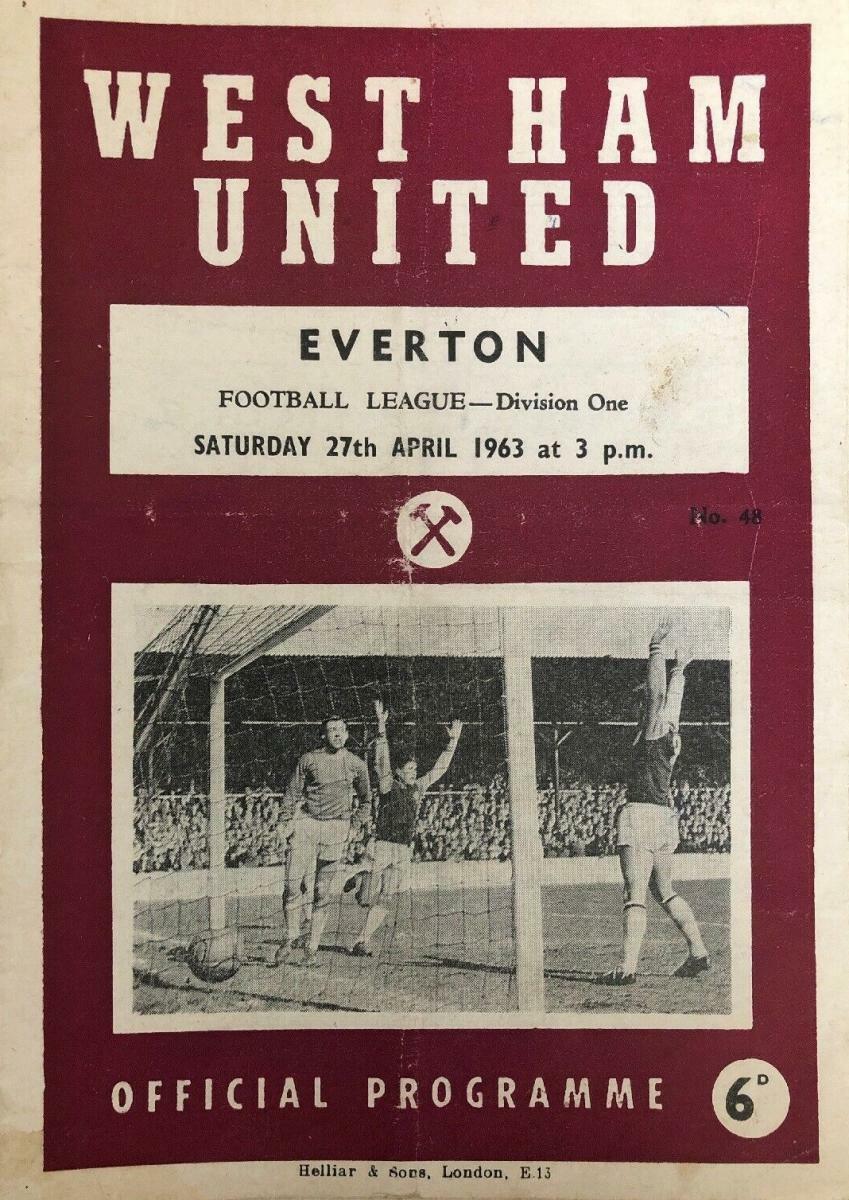 WEST HAM
UNITED
EVERTON
FOOTBALL LEAGUE—Division One
SATURDAY 27th APRIL 1963 at 3 p.m.
No. 48
OFFICIAL PROGRAMME
6D
Helliar & Sons, London, E.13